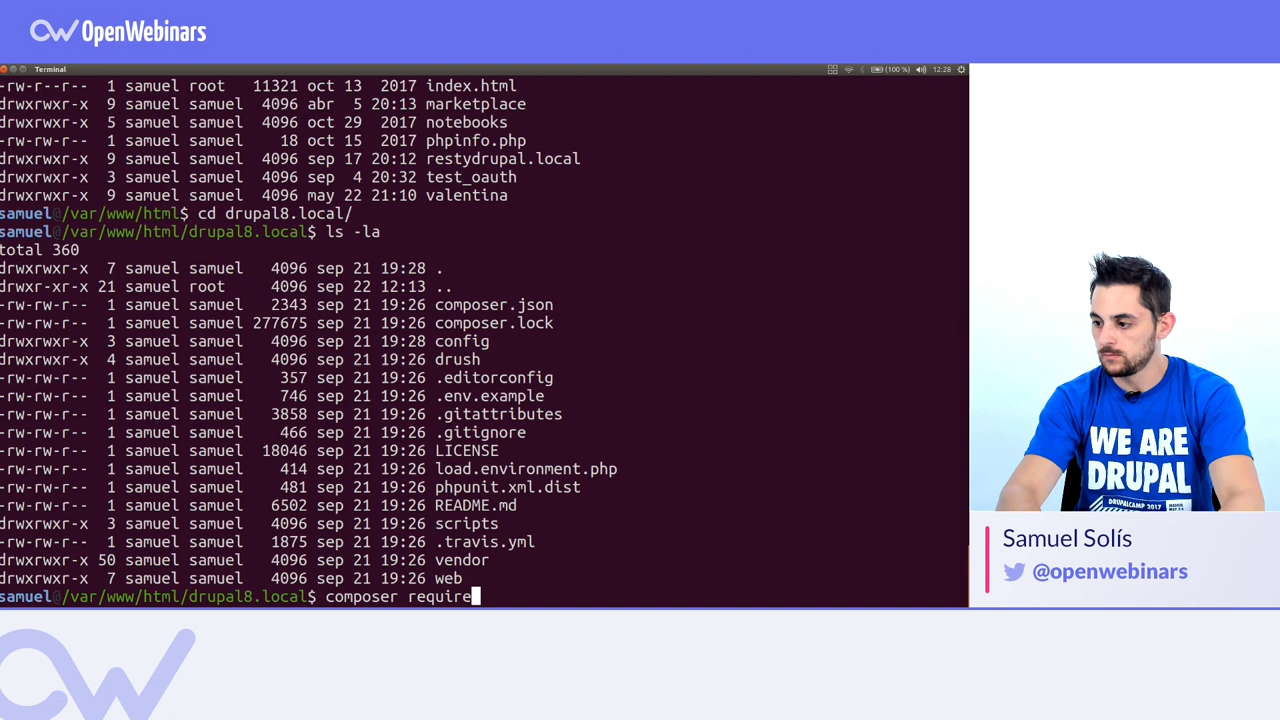 OpenWebinars
Terminal
(100 %) 12:28
-rw-r--r-- 1 samuel root 11321 oct 13 2017 index.html
drwxrwxr-x 9 samuel samuel 4096 abr 5 20:13 marketplace
drwxrwxr-x 5 samuel samuel 4096 oct 29 2017 notebooks
-rw-rw-r-- 1 samuel samuel 18 oct 15 2017 phpinfo.php
drwxrwxr-x 9 samuel samuel 4096 sep 17 20:12 restydrupal.local
drwxrwxr-x 3 samuel samuel 4096 sep 4 20:32 test_oauth
drwxrwxr-x 9 samuel samuel 4096 may 22 21:10 valentina
samuel@/var/www/html$ cd drupal8.local/
samuel@/var/www/html/drupal8.local$ ls -la
total 360
drwxrwxr-x 7 samuel samuel 4096 sep 21 19:28 .
drwxr-xr-x 21 samuel root 4096 sep 22 12:13 ..
-rw-rw-r-- 1 samuel samuel 2343 sep 21 19:26 composer.json
-rw-rw-r-- 1 samuel samuel 277675 sep 21 19:26 composer.lock
drwxrwxr-x 3 samuel samuel 4096 sep 21 19:28 config
drwxrwxr-x 4 samuel samuel 4096 sep 21 19:26 drush
-rw-rw-r-- 1 samuel samuel 357 sep 21 19:26 .editorconfig
-rw-rw-r-- 1 samuel samuel 746 sep 21 19:26 .env.example
-rw-rw-r-- 1 samuel samuel 3858 sep 21 19:26 .gitattributes
-rw-rw-r-- 1 samuel samuel 466 sep 21 19:26 .gitignore
-rw-rw-r-- 1 samuel samuel 18046 sep 21 19:26 LICENSE
-rw-rw-r-- 1 samuel samuel 414 sep 21 19:26 load.environment.php
-rw-rw-r-- 1 samuel samuel 481 sep 21 19:26 phpunit.xml.dist
-rw-rw-r-- 1 samuel samuel 6502 sep 21 19:26 README.md
drwxrwxr-x 3 samuel samuel 4096 sep 21 19:26 scripts
-rw-rw-r-- 1 samuel samuel 1875 sep 21 19:26 .travis.yml
drwxrwxr-x 50 samuel samuel 4096 sep 21 19:26 vendor
drwxrwxr-x 7 samuel samuel 4096 sep 21 19:26 web
samuel@/var/www/html/drupal8.local$ composer require
WE ARE
DRUPAL
DRUPALCAMP 2017
Samuel Solís
@openwebinars